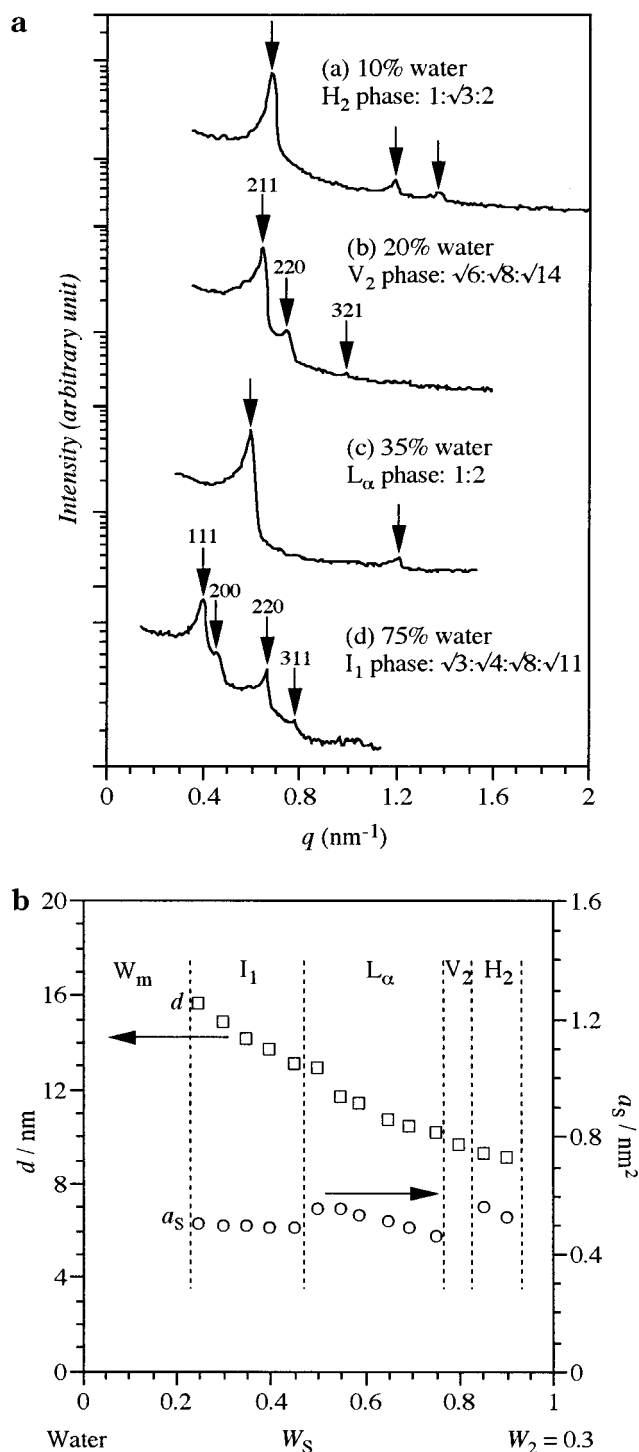 a
(a) 10% water
H₂ phase: 1:√3:2
211
(b) 20% water
V₂ phase: √6:√8:√14
220
321
(c) 35% water
Lα phase: 1:2
111
200
220
(d) 75% water
311
I₁ phase: √3:√4:√8:√11
Intensity (arbitrary unit)
0 0.4 0.8 1.2 1.6 2
q (nm⁻¹)
b
20 1.6
Wm I₁ Lα V₂ H₂
16 d 1.2
12
d / nm
8 0.8
aS / nm²
aS
4 0.4
0 0
0 0.2 0.4 0.6 0.8 1
Water WS W₂ = 0.3